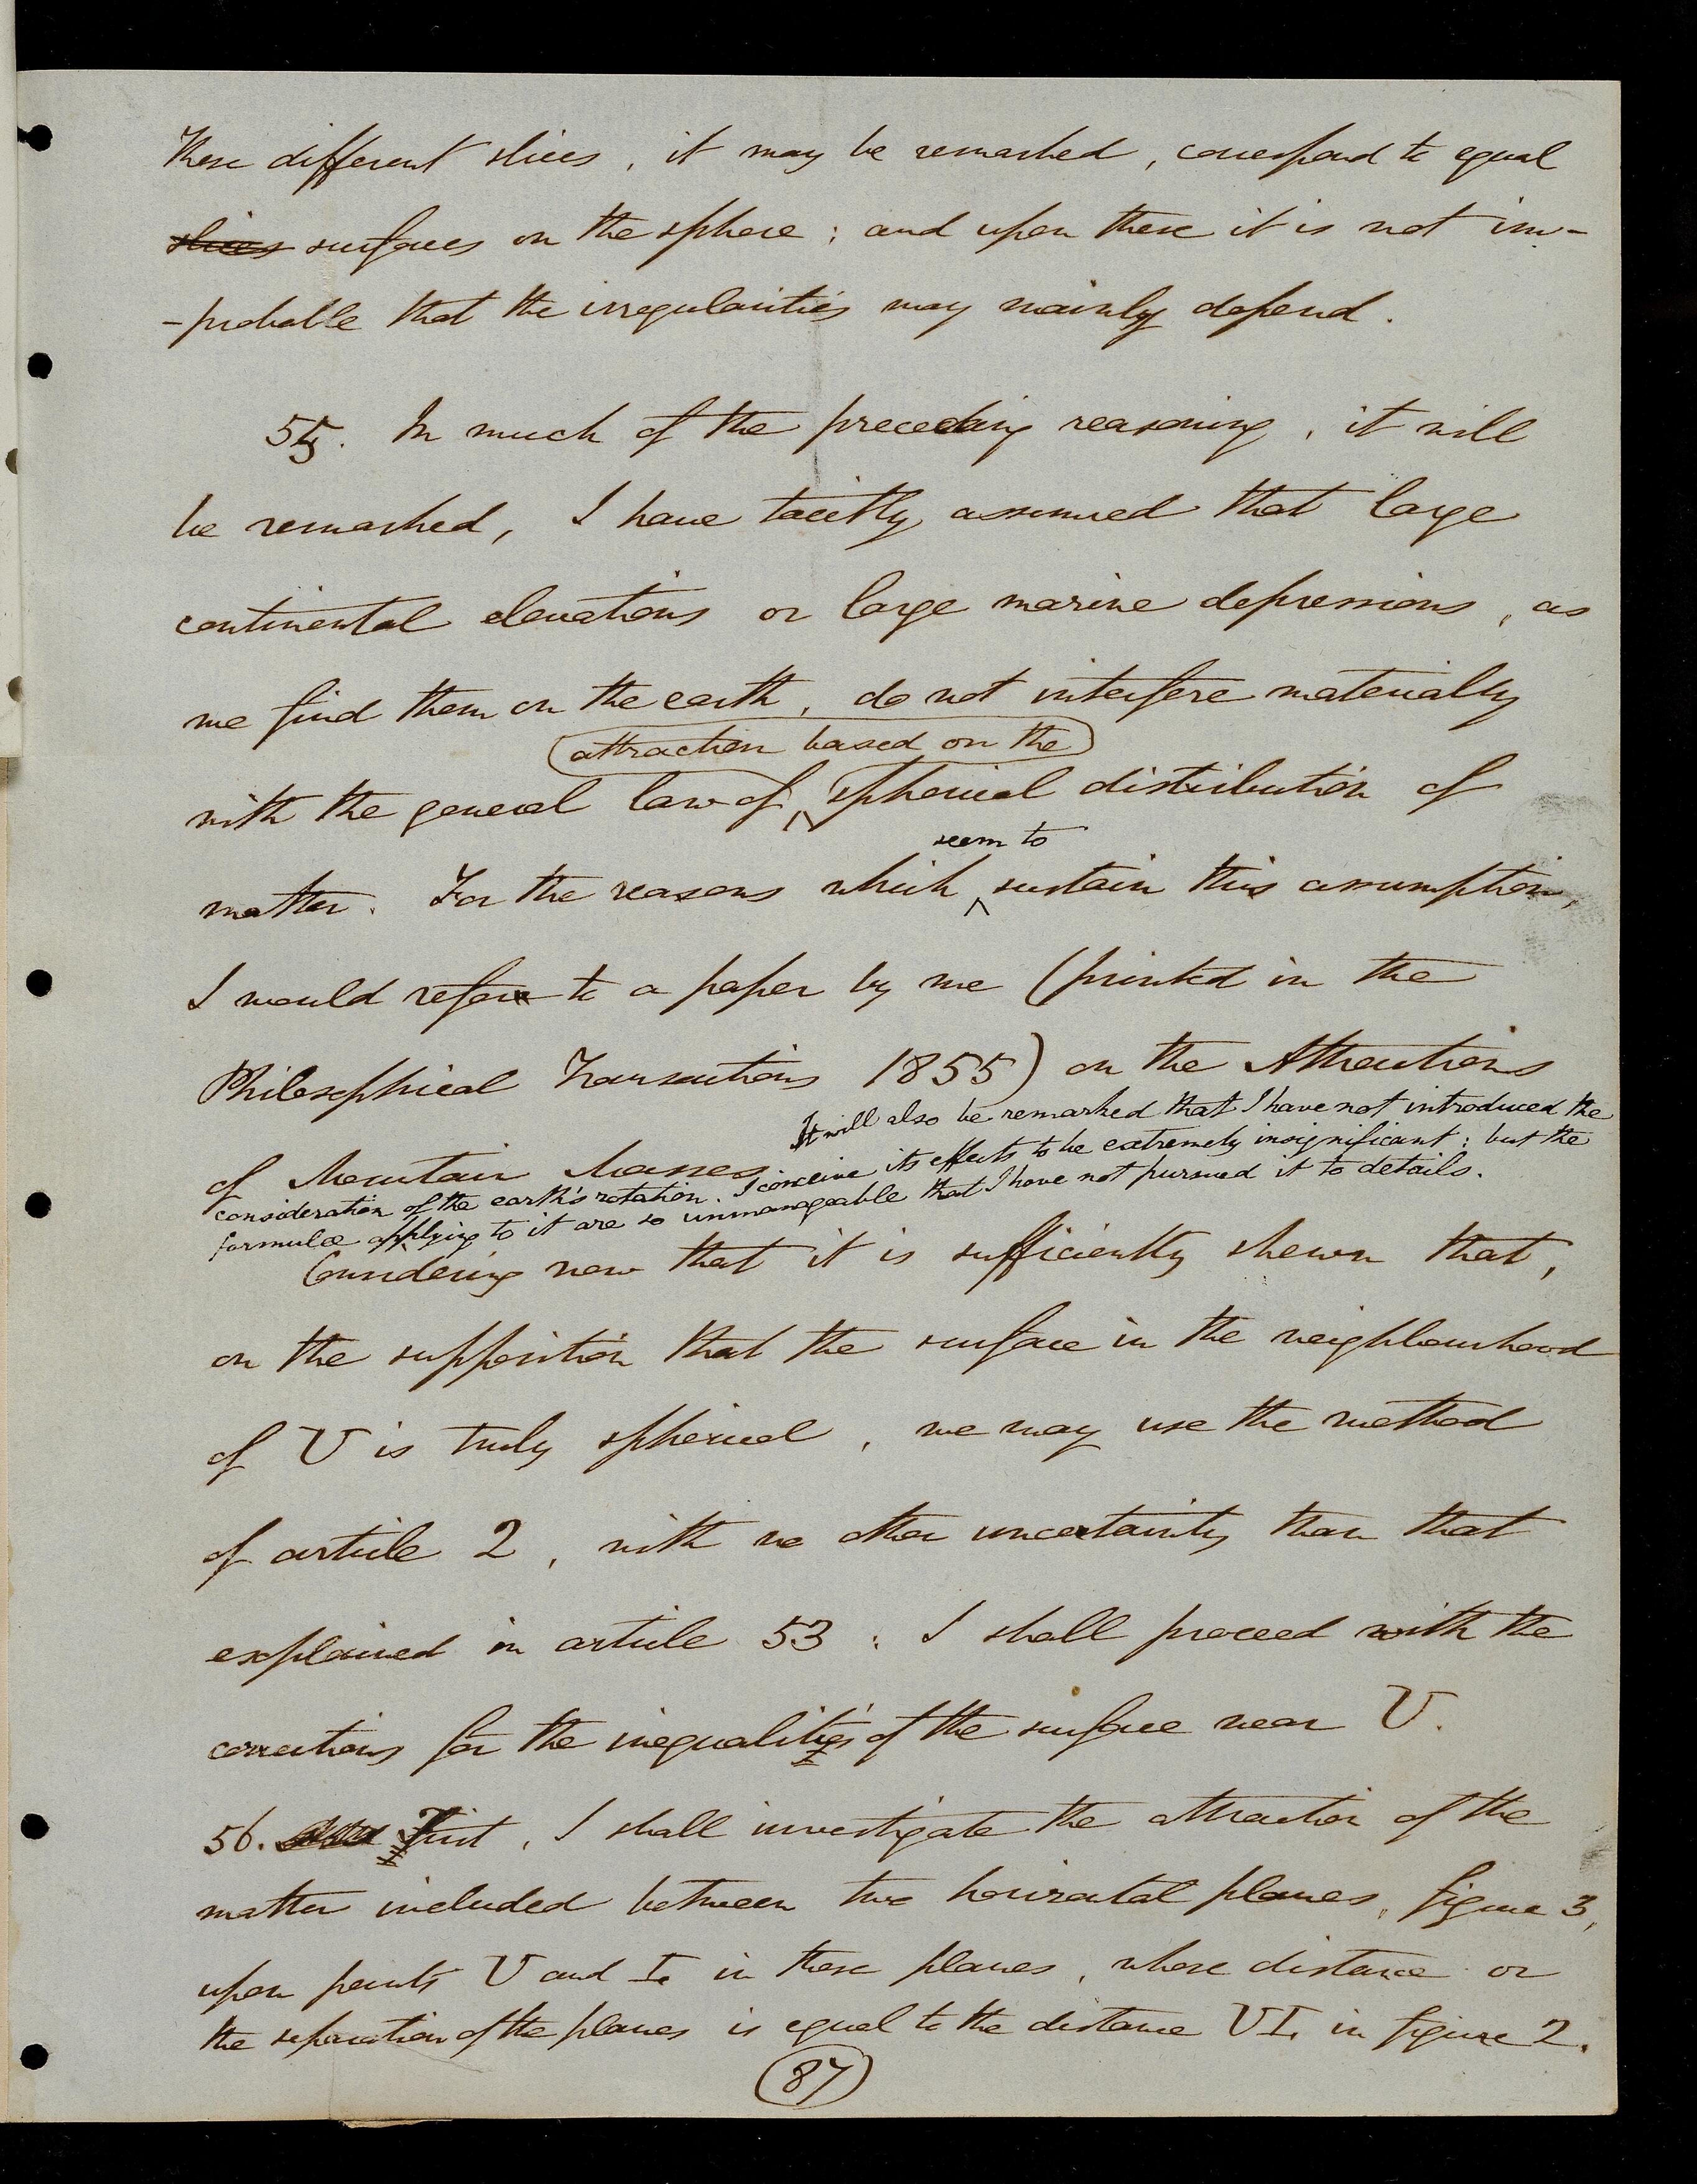 These different slices, it may be remarked, correspond to equal
slices surfaces on the sphere; and upon these it is not im-
-probable that the irregularities may mainly depend.
55. In much of the preceding reasoning, it will
be remarked, I have tacitly assumed that large
continental elevations or large marine depressions, as
we find them on the earth, do not interfere materially
attraction based on the
with the general law of spherical distribution of
seem to
matter. For the reasons which sustain this assumption,
I would refer to a paper by me (printed in the
Philosophical Transactions 1855) on the Attractions
of Mountain Masses. It will also be remarked that I have not introduced the
consideration of the earth's rotation. I conceive its effects to be extremely insignificant: but the
formulæ applying to it are so unmanageable that I have not pursued it to details.
Considering now that it is sufficiently shewn that,
on the supposition that the surface in the neighbourhood
of U is truly spherical, we may use the method
of article 2, with no other uncertainty than that
explained in article 53: I shall proceed with the
corrections for the inequalities of the surface near U.
56. First, I shall investigate the attraction of the
matter included between two horizontal planes, figure 3,
upon points U and I, in these planes, whose distance or
the separation of the planes is equal to the distance UI, in figure 2.
87